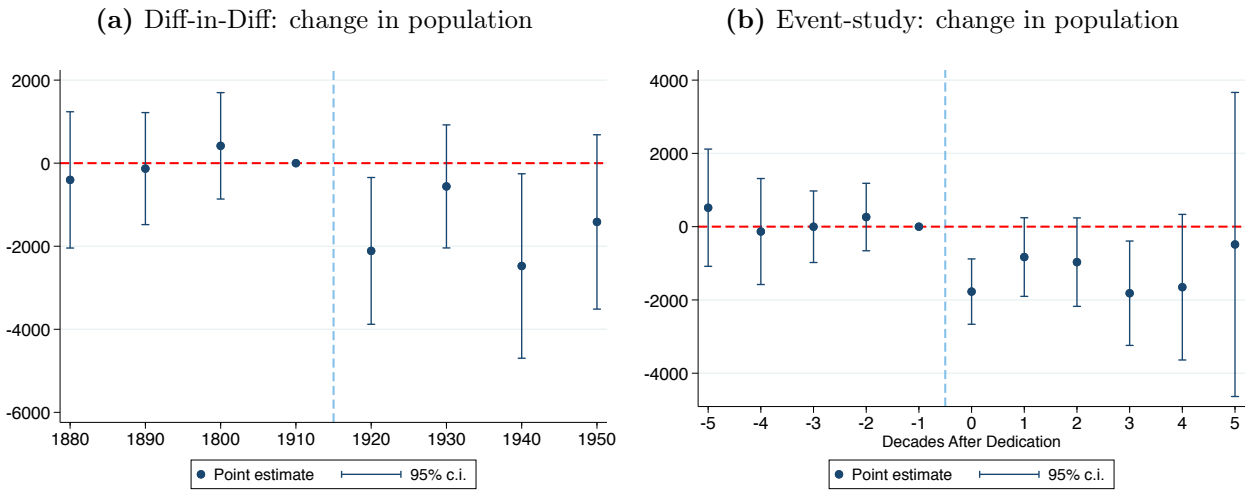 (a) Diff-in-Diff: change in population
2000
0
-2000
-4000
-6000
1880 1890 1800 1910 1920 1930 1940 1950
Point estimate 95% c.i.
(b) Event-study: change in population
4000
2000
0
-2000
-4000
-5 -4 -3 -2 -1 0 1 2 3 4 5
Decades After Dedication
Point estimate 95% c.i.